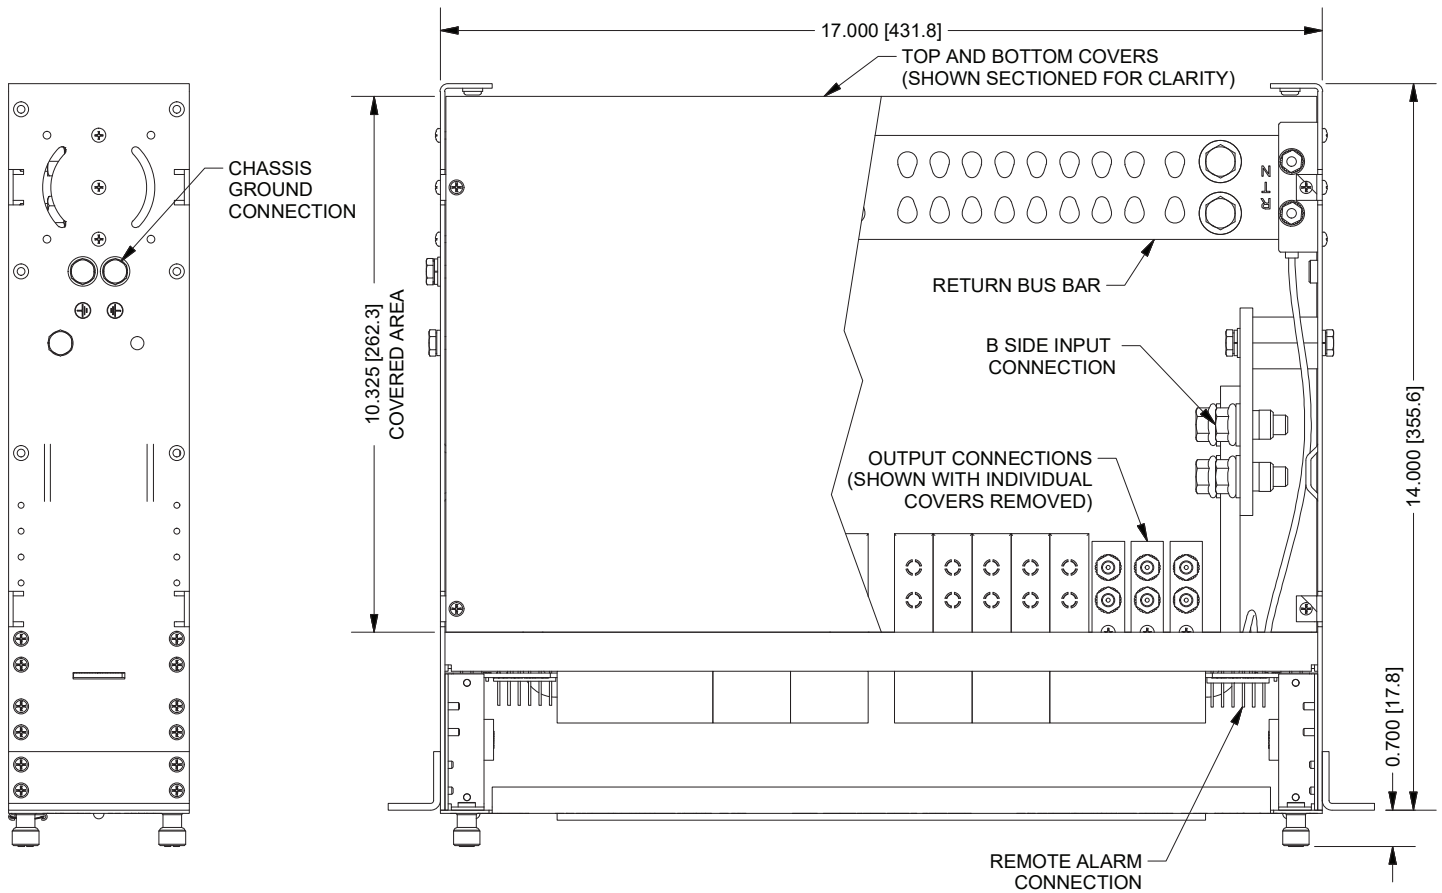 17.000 [431.8]
TOP AND BOTTOM COVERS
(SHOWN SECTIONED FOR CLARITY)
CHASSIS
GROUND
CONNECTION
RTN
RETURN BUS BAR
10.325 [262.3]
COVERED AREA
B SIDE INPUT
CONNECTION
14.000 [355.6]
OUTPUT CONNECTIONS
(SHOWN WITH INDIVIDUAL
COVERS REMOVED)
0.700 [17.8]
REMOTE ALARM
CONNECTION